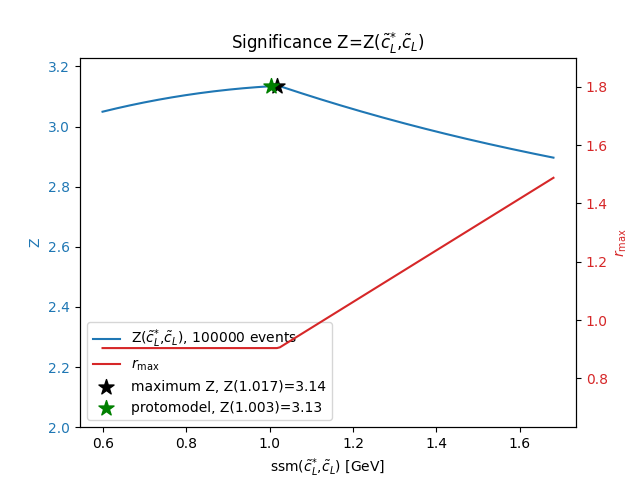 Significance Z=Z(c̃*L,c̃L)
3.2
3.0
2.8
2.6
2.4
2.2
2.0
Z
1.8
1.6
1.4
1.2
1.0
0.8
rmax
Z(c̃*L,c̃L), 100000 events
rmax
maximum Z, Z(1.017)=3.14
protomodel, Z(1.003)=3.13
0.6 0.8 1.0 1.2 1.4 1.6
ssm(c̃*L,c̃L) [GeV]